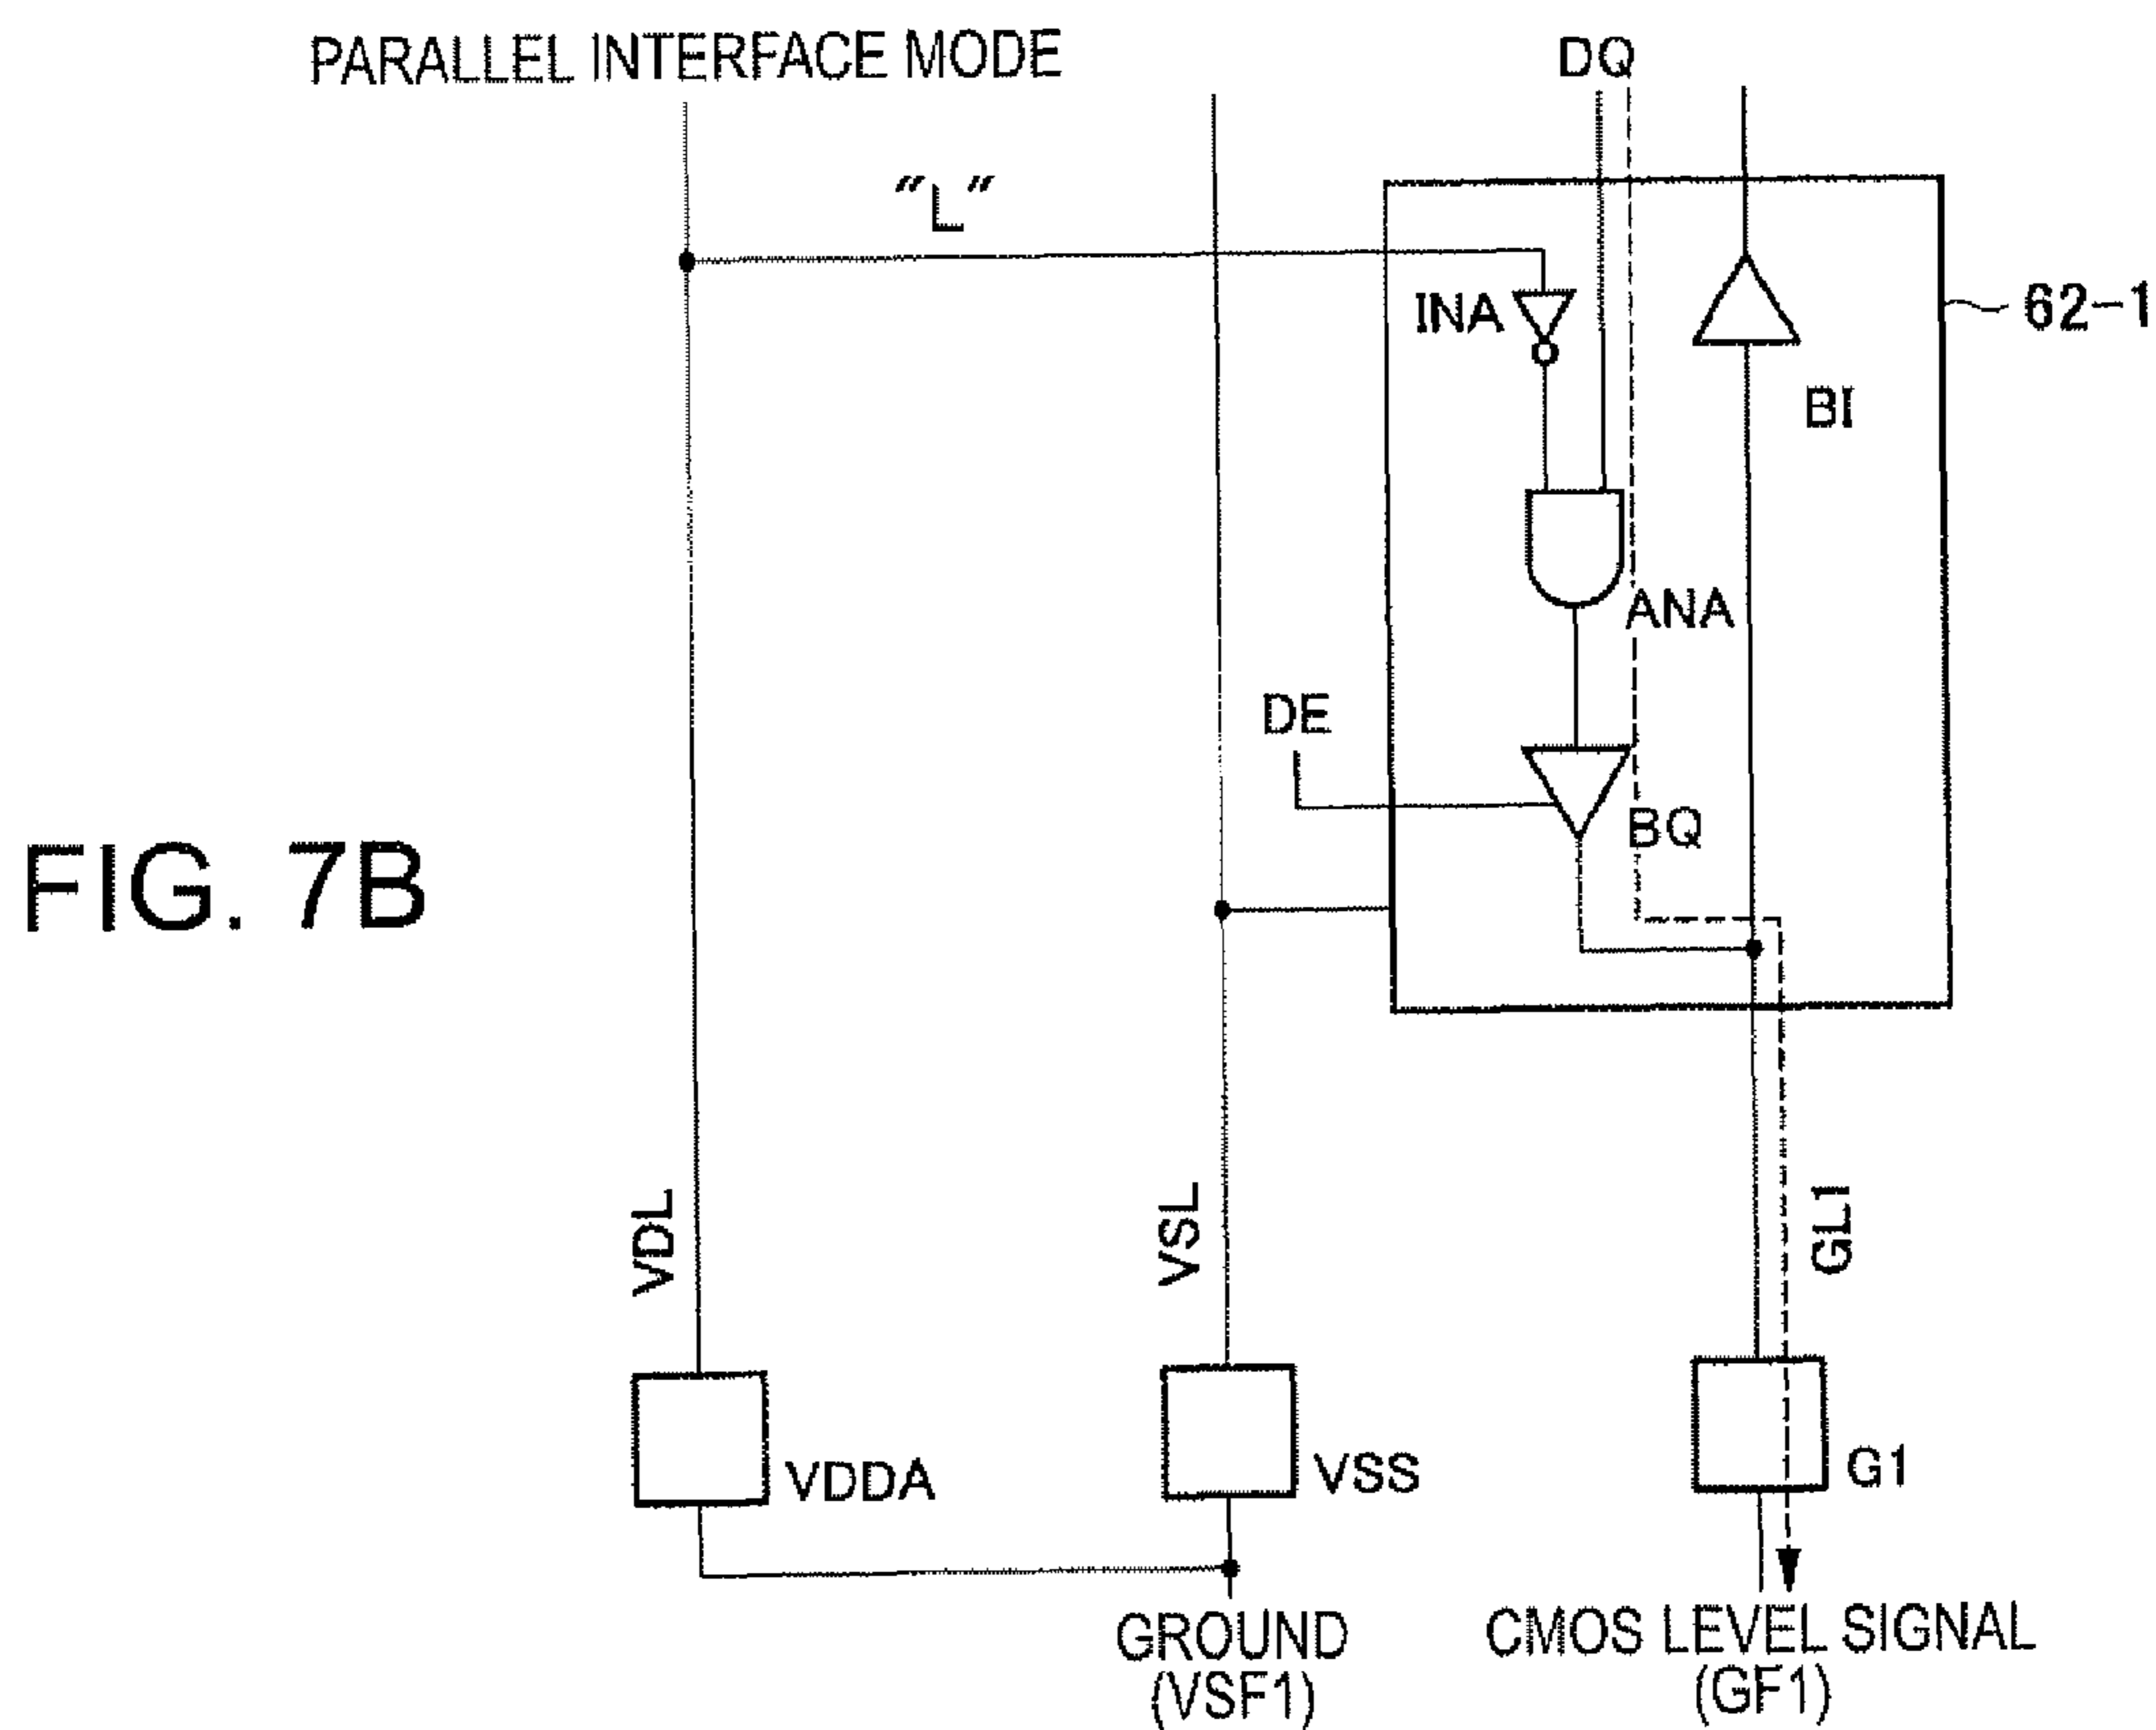 PARALLEL INTERFACE MODE
DQ
"L"
INA
62-1
BI
ANA
DE
BQ
FIG. 7B
VDL
VSL
GL1
VDDA
VSS
G1
GROUND
(VSF1)
CMOS LEVEL SIGNAL
(GF1)